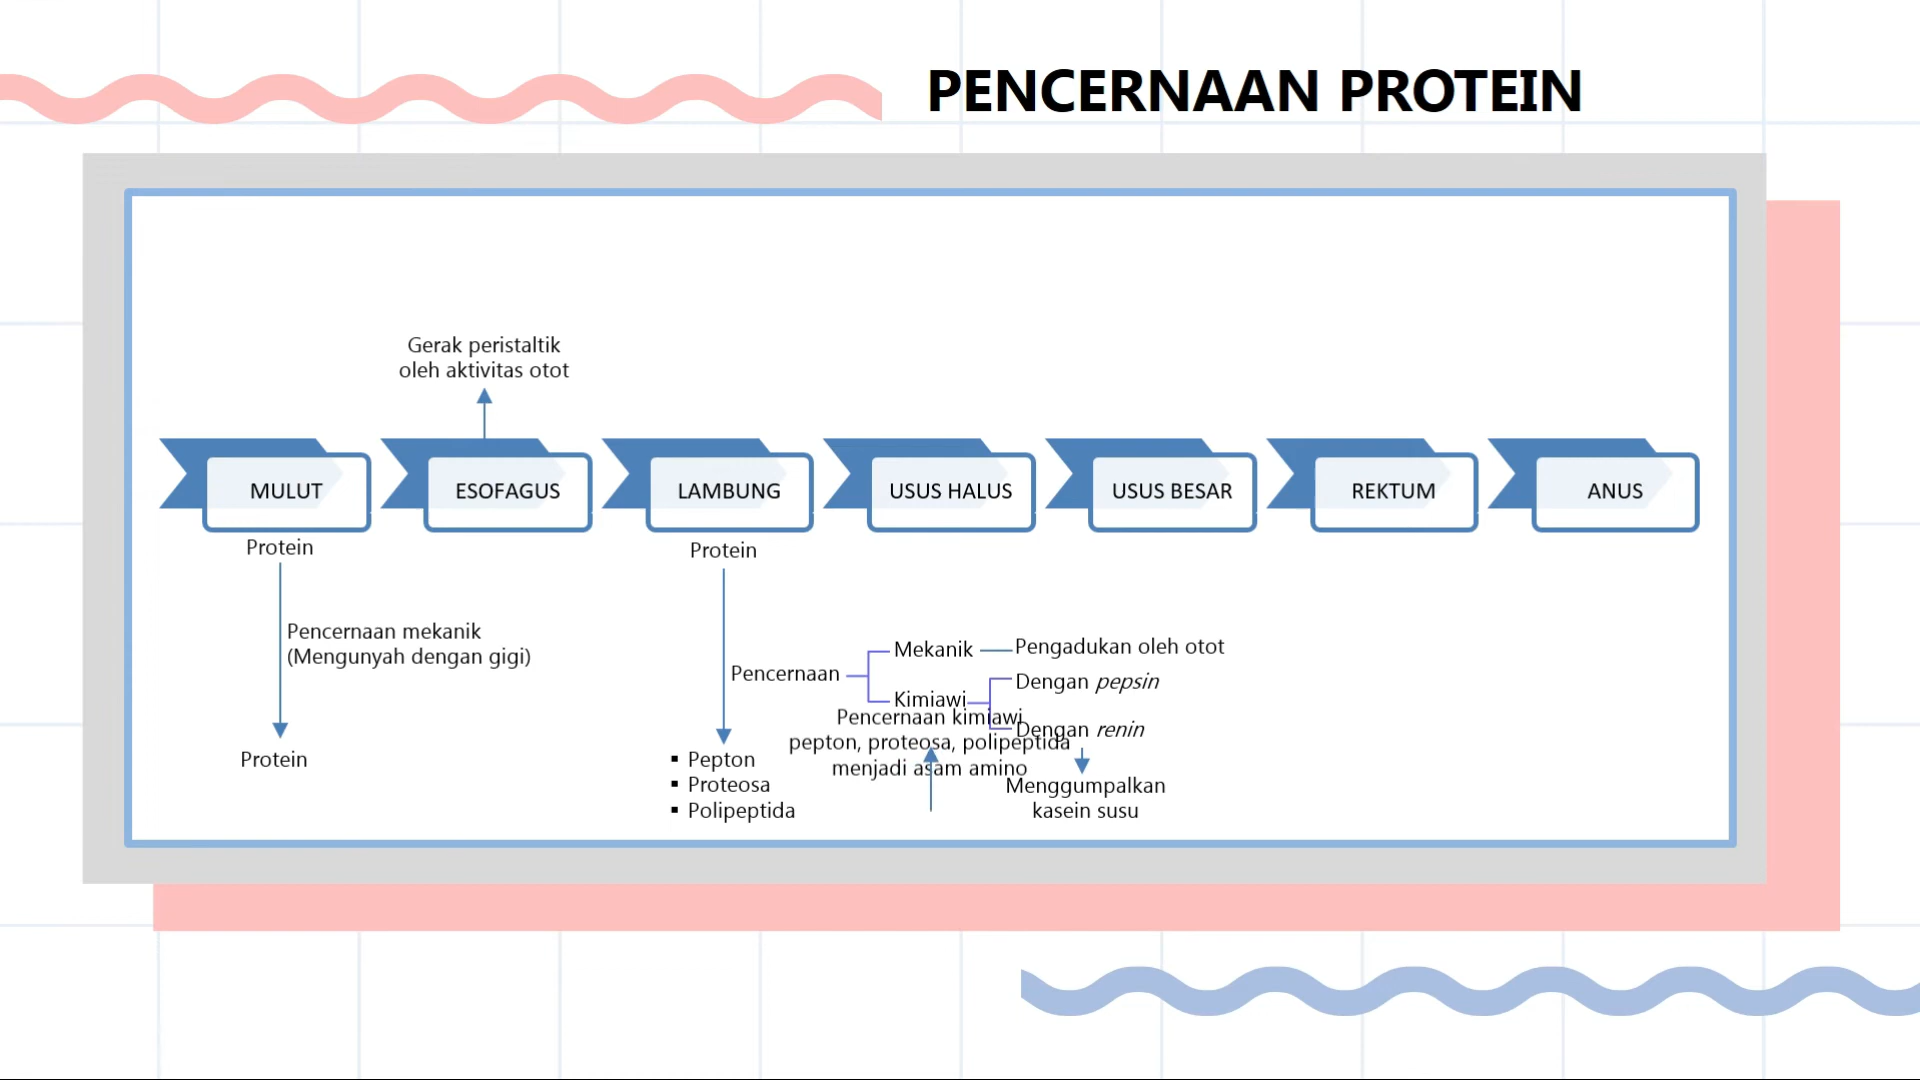 PENCERNAAN PROTEIN
Gerak peristaltik
oleh aktivitas otot
MULUT
ESOFAGUS
LAMBUNG
USUS HALUS
USUS BESAR
REKTUM
ANUS
Protein
Pencernaan mekanik
(Mengunyah dengan gigi)
Protein
Protein
Pencernaan
Mekanik
Pengadukan oleh otot
Kimiawi
Dengan pepsin
Dengan renin
Menggumpalkan
kasein susu
▪ Pepton
▪ Proteosa
▪ Polipeptida
Pencernaan kimiawi
pepton, proteosa, polipeptida
menjadi asam amino